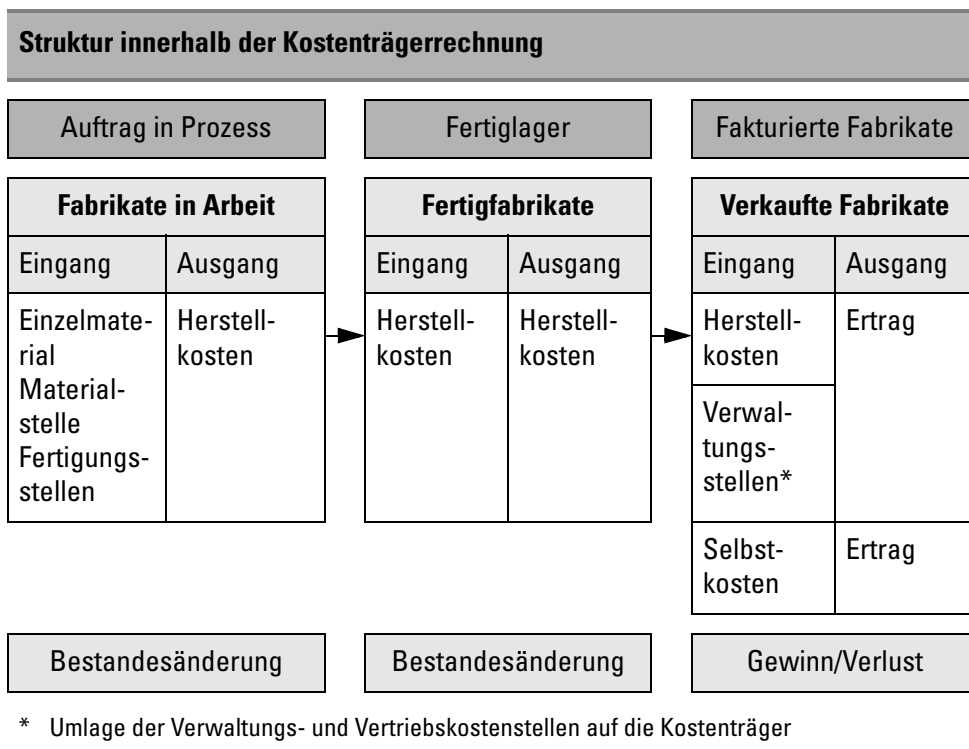 Struktur innerhalb der Kostenträgerrechnung
Auftrag in Prozess
Fertiglager
Fakturierte Fabrikate
Fabrikate in Arbeit
Eingang
Ausgang
Einzelmate-
rial
Material-
stelle
Fertigungs-
stellen
Herstell-
kosten
Fertigfabrikate
Eingang
Ausgang
Herstell-
kosten
Herstell-
kosten
Verkaufte Fabrikate
Eingang
Ausgang
Herstell-
kosten
Ertrag
Verwal-
tungs-
stellen*
Selbst-
kosten
Ertrag
Bestandesänderung
Bestandesänderung
Gewinn/Verlust
* Umlage der Verwaltungs- und Vertriebskostenstellen auf die Kostenträger